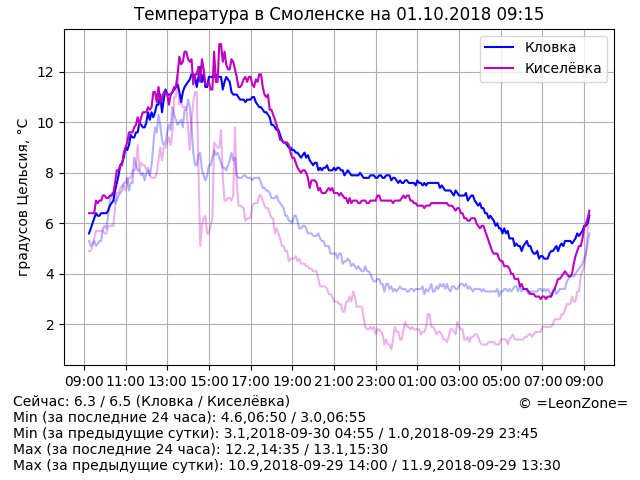 Температура в Смоленске на 01.10.2018 09:15
Кловка
Киселёвка
градусов Цельсия, °C
12
10
8
6
4
2
09:00 11:00 13:00 15:00 17:00 19:00 21:00 23:00 01:00 03:00 05:00 07:00 09:00
Сейчас: 6.3 / 6.5 (Кловка / Киселёвка)
© =LeonZone=
Min (за последние 24 часа): 4.6,06:50 / 3.0,06:55
Min (за предыдущие сутки): 3.1,2018-09-30 04:55 / 1.0,2018-09-29 23:45
Max (за последние 24 часа): 12.2,14:35 / 13.1,15:30
Max (за предыдущие сутки): 10.9,2018-09-29 14:00 / 11.9,2018-09-29 13:30